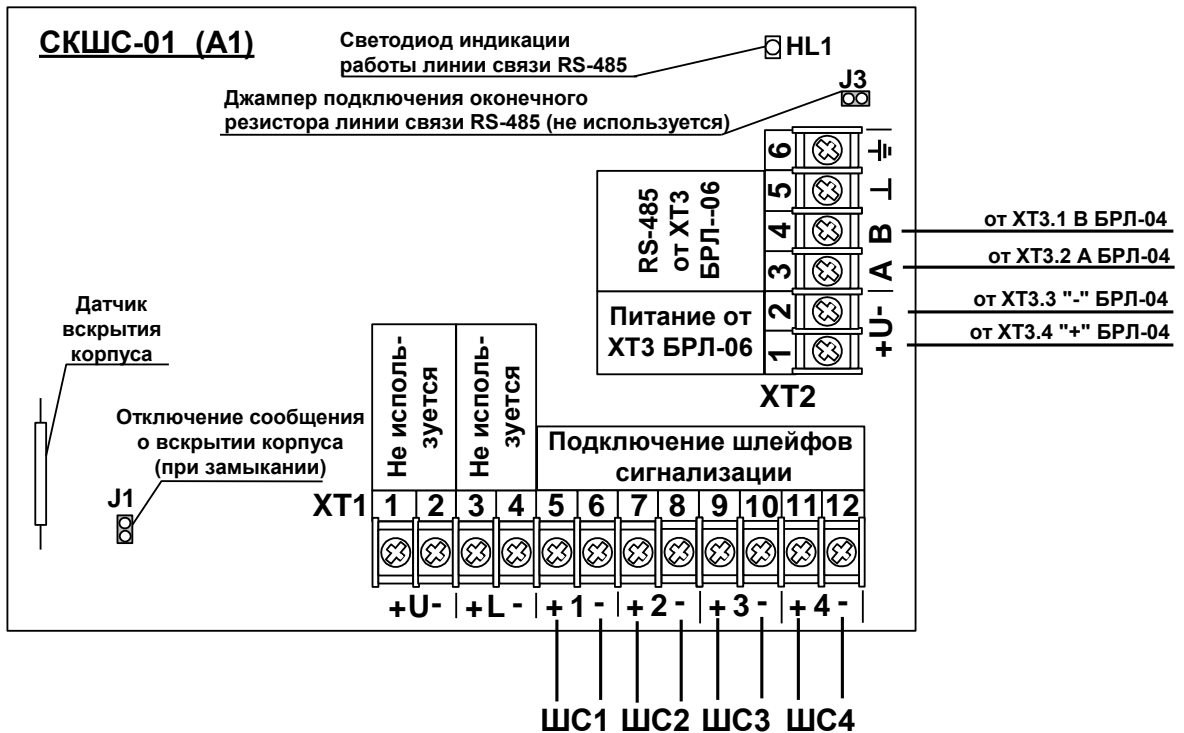 СКШС-01 (А1)
Светодиод индикации
работы линии связи RS-485
HL1
J3
Джампер подключения оконечного
резистора линии связи RS-485 (не используется)
6
5
4
3
2
1
RS-485
от ХТ3
БРЛ--06
Питание от
ХТ3 БРЛ-06
В
А
+U-
ХТ2
от ХТ3.1 В БРЛ-04
от ХТ3.2 А БРЛ-04
от ХТ3.3 "-" БРЛ-04
от ХТ3.4 "+" БРЛ-04
Датчик
вскрытия
корпуса
Отключение сообщения
о вскрытии корпуса
(при замыкании)
J1
Не исполь-
зуется
Не исполь-
зуется
Подключение шлейфов
сигнализации
ХТ1 1 2 3 4 5 6 7 8 9 10 11 12
+U- +L - + 1 - + 2 - + 3 - + 4 -
ШС1 ШС2 ШС3 ШС4